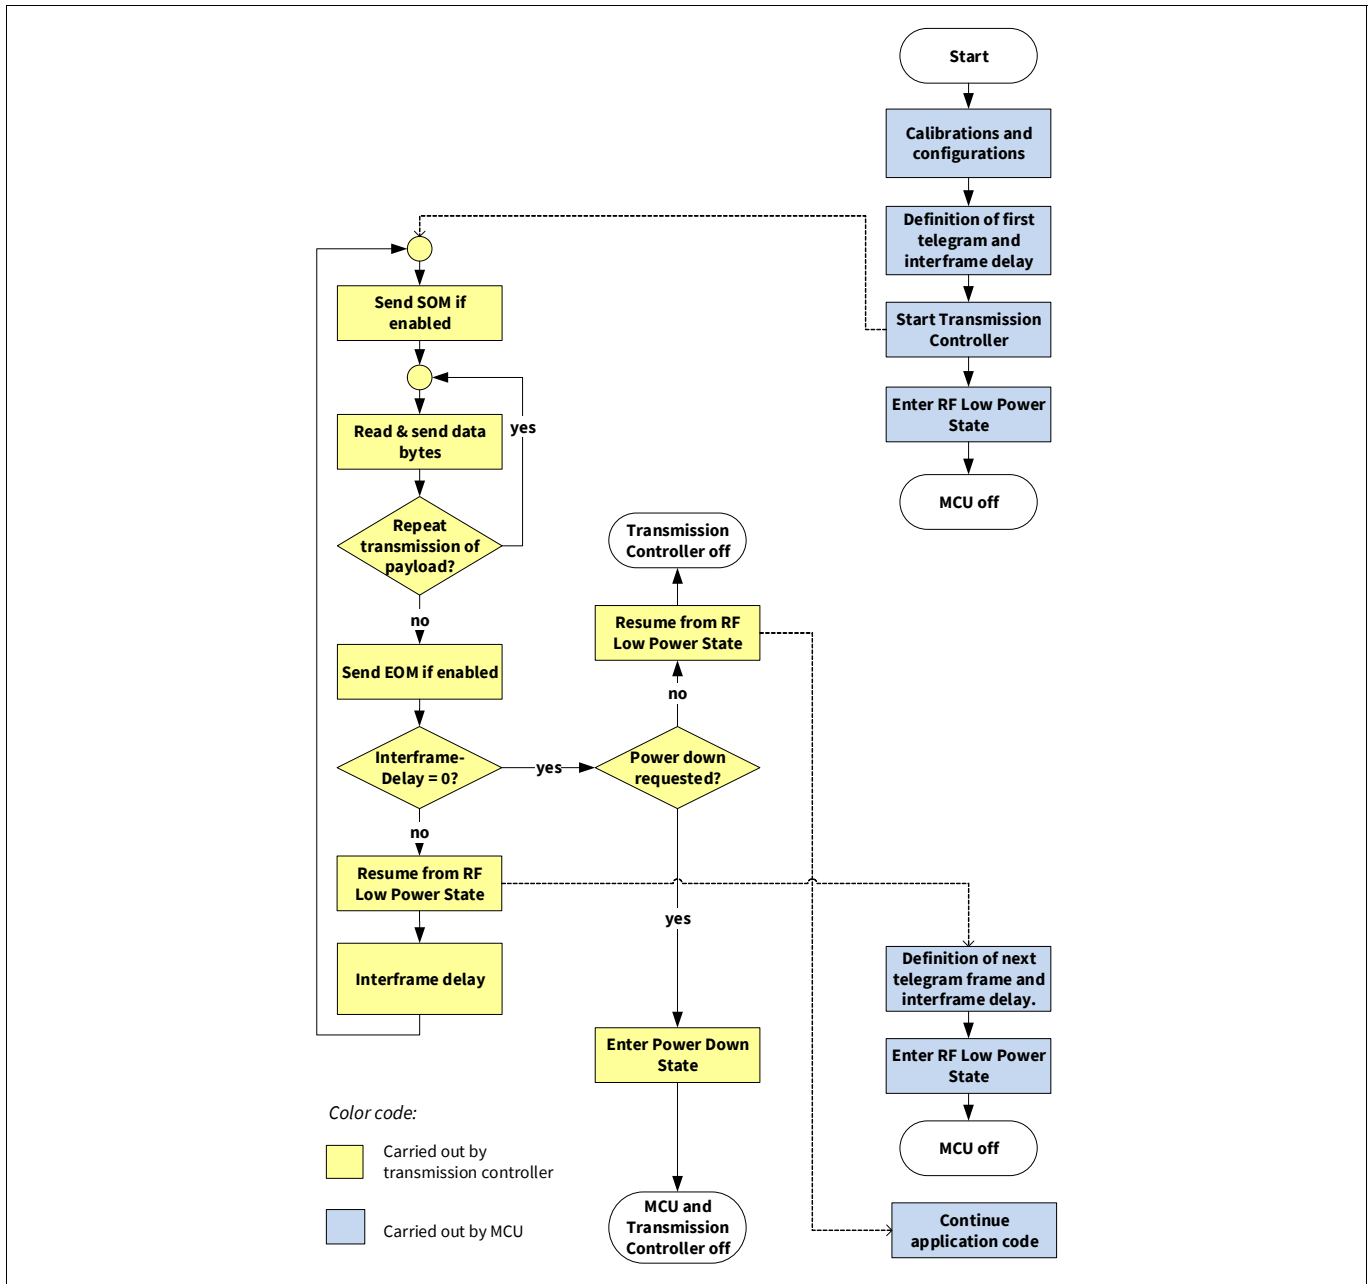 Start
Calibrations and
configurations
Definition of first
telegram and
interframe delay
Start Transmission
Controller
Enter RF Low Power
State
MCU off
Send SOM if
enabled
Read & send data
bytes
yes
Repeat
transmission of
payload?
no
Send EOM if enabled
Interframe-
Delay = 0?
yes
no
Resume from RF
Low Power State
Interframe delay
Transmission
Controller off
Resume from RF
Low Power State
no
Power down
requested?
yes
Enter Power Down
State
MCU and
Transmission
Controller off
Definition of next
telegram frame and
interframe delay.
Enter RF Low Power
State
MCU off
Continue
application code
Color code:
Carried out by
transmission controller
Carried out by MCU